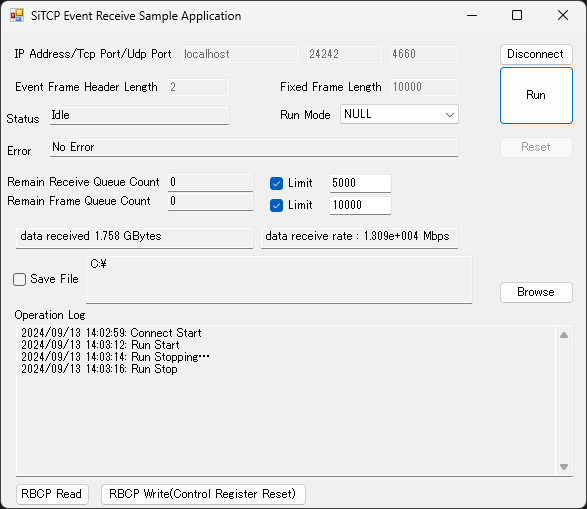 SiTCP Event Receive Sample Application
IP Address/Tcp Port/Udp Port localhost 24242 4660 Disconnect
Event Frame Header Length 2 Fixed Frame Length 10000 Run
Status Idle Run Mode NULL
Error No Error Reset
Remain Receive Queue Count 0 Limit 5000
Remain Frame Queue Count 0 Limit 10000
data received 1.758 GBytes data receive rate : 1.309e+004 Mbps
Save File C:¥ Browse
Operation Log
2024/09/13 14:02:59: Connect Start
2024/09/13 14:03:12: Run Start
2024/09/13 14:03:14: Run Stopping…
2024/09/13 14:03:16: Run Stop
RBCP Read RBCP Write(Control Register Reset)